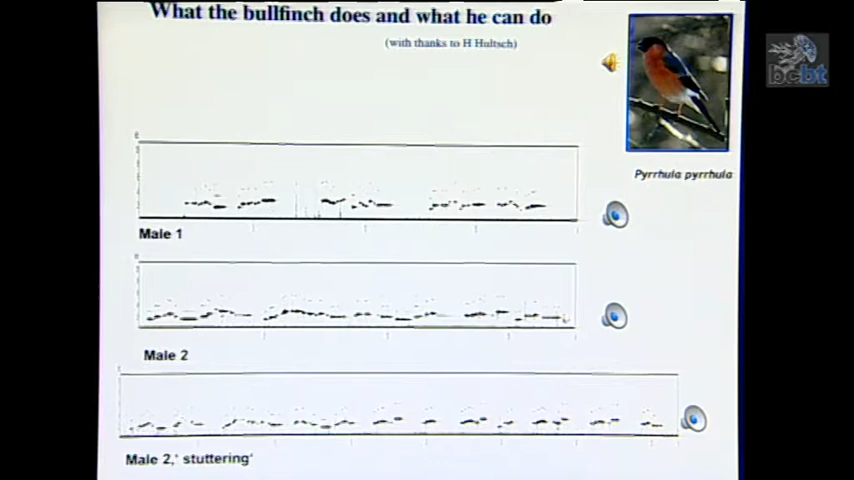 What the bullfinch does and what he can do
(with thanks to H Hultsch)
bcbt
Pyrrhula pyrrhula
Male 1
Male 2
Male 2,' stuttering'